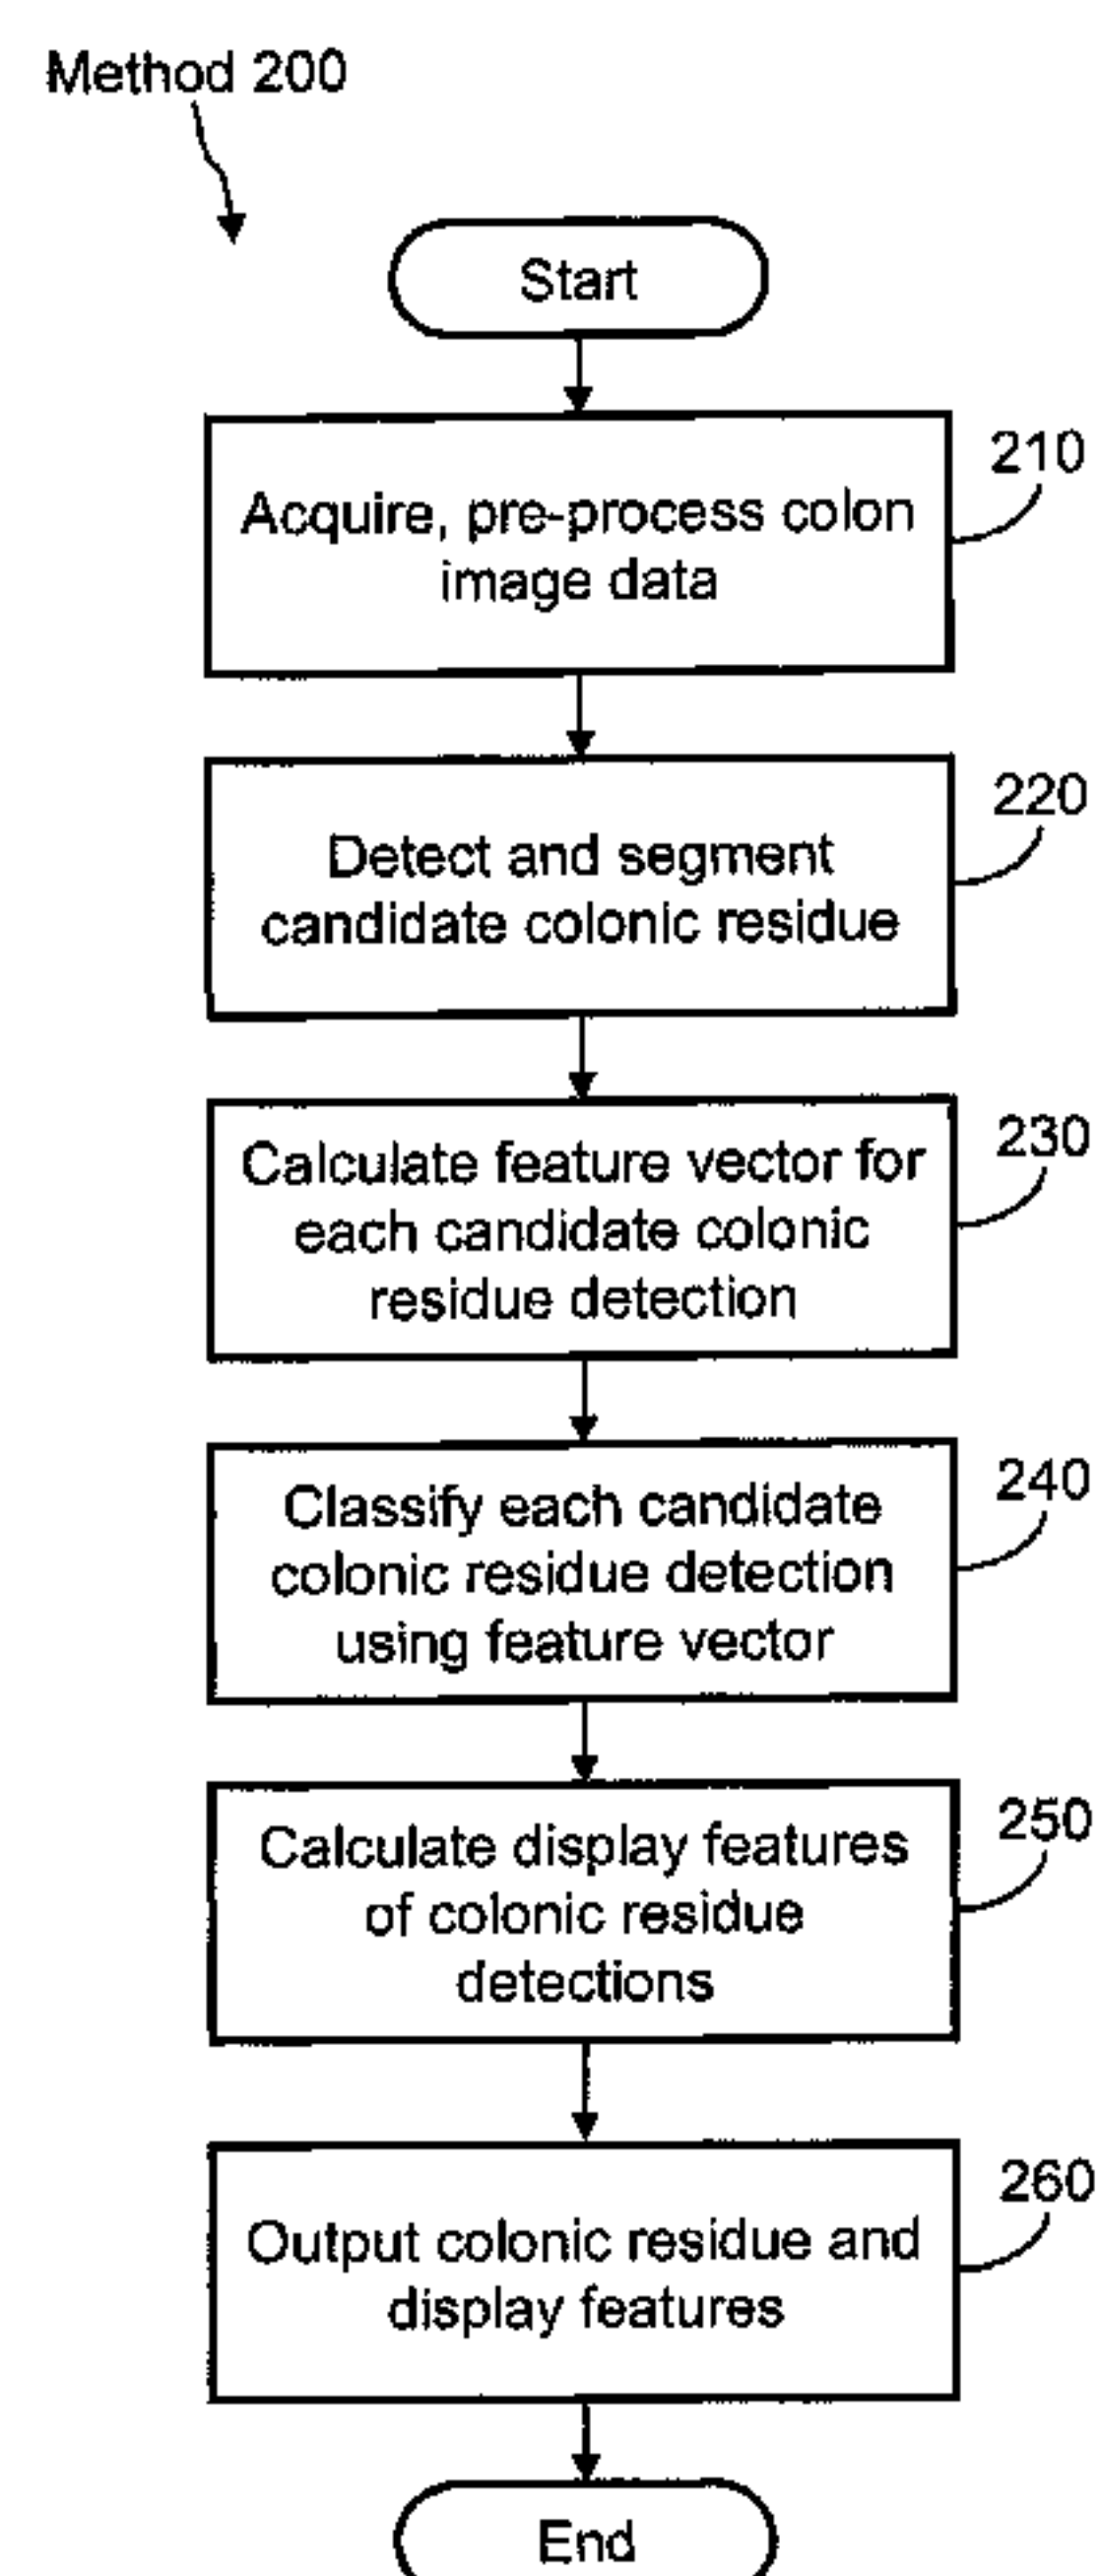 Method 200
Start
Acquire, pre-process colon
image data
210
Detect and segment
candidate colonic residue
220
Calculate feature vector for
each candidate colonic
residue detection
230
Classify each candidate
colonic residue detection
using feature vector
240
Calculate display features
of colonic residue
detections
250
Output colonic residue and
display features
260
End